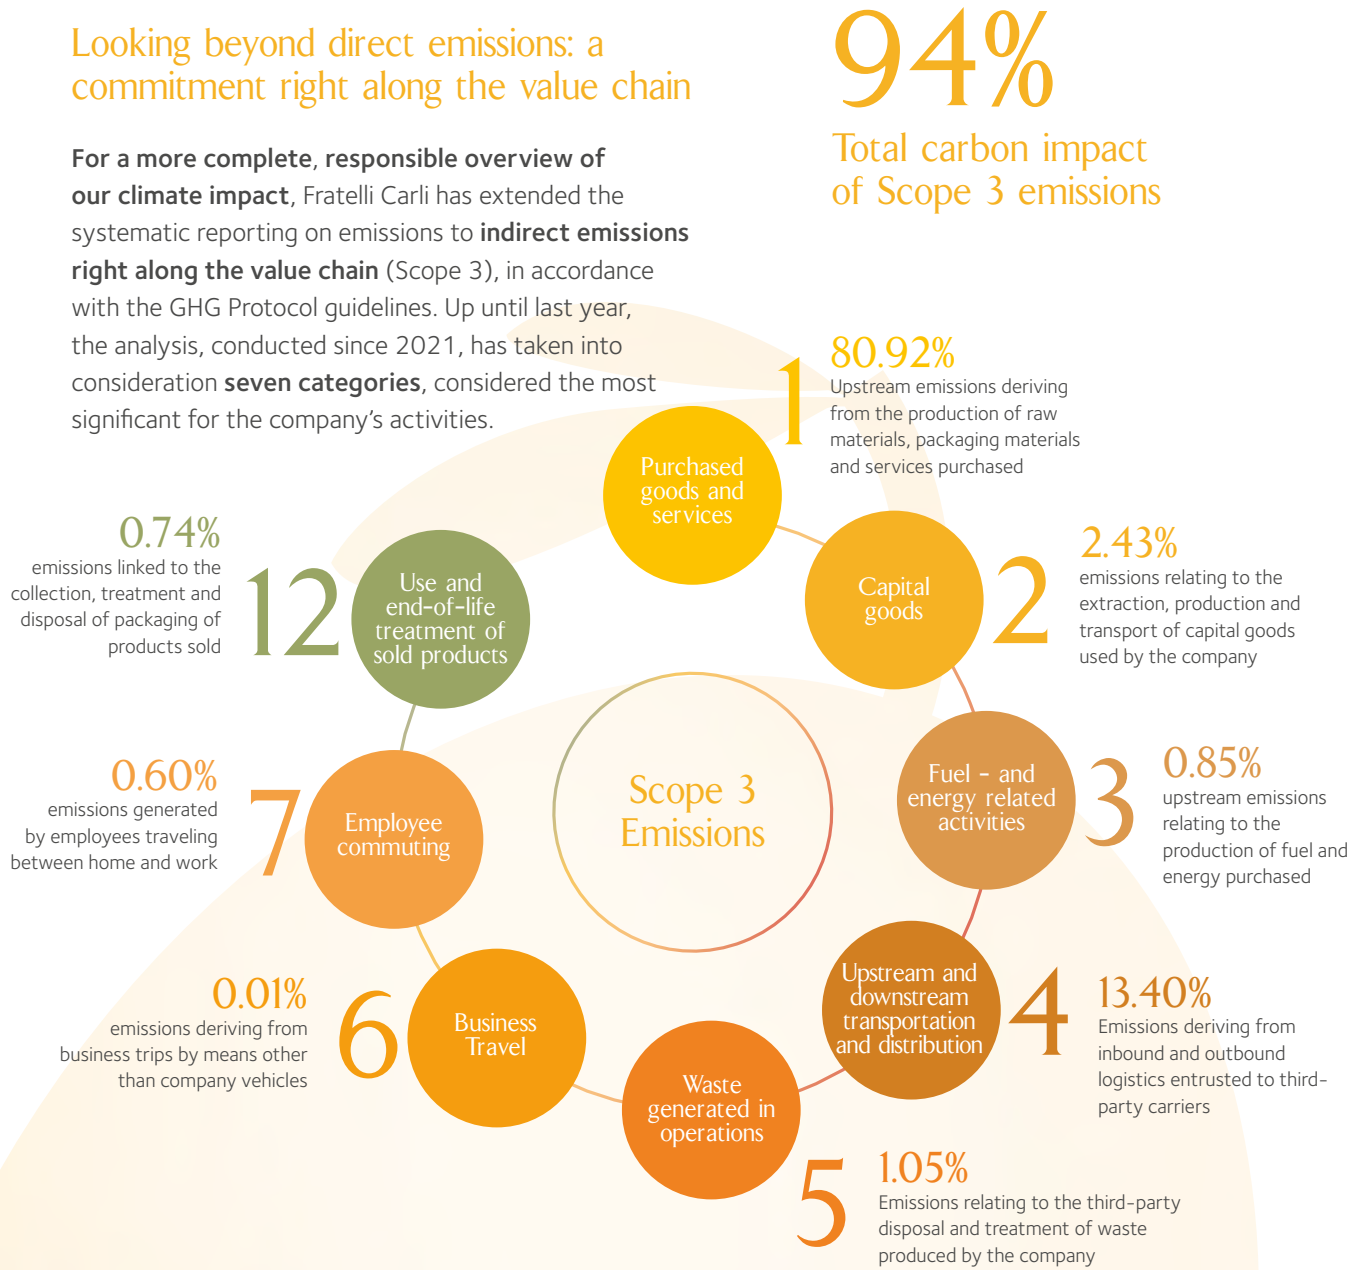 Looking beyond direct emissions: a
commitment right along the value chain
For a more complete, responsible overview of
our climate impact, Fratelli Carli has extended the
systematic reporting on emissions to indirect emissions
right along the value chain (Scope 3), in accordance
with the GHG Protocol guidelines. Up until last year,
the analysis, conducted since 2021, has taken into
consideration seven categories, considered the most
significant for the company's activities.
94%
Total carbon impact
of Scope 3 emissions
Scope 3
Emissions
1
Purchased
goods and
services
80.92%
Upstream emissions deriving
from the production of raw
materials, packaging materials
and services purchased
2
Capital
goods
2.43%
emissions relating to the
extraction, production and
transport of capital goods
used by the company
3
Fuel - and
energy related
activities
0.85%
upstream emissions
relating to the
production of fuel and
energy purchased
4
Upstream and
downstream
transportation
and distribution
13.40%
Emissions deriving from
inbound and outbound
logistics entrusted to third-
party carriers
5
Waste
generated in
operations
1.05%
Emissions relating to the third-party
disposal and treatment of waste
produced by the company
6
Business
Travel
0.01%
emissions deriving from
business trips by means other
than company vehicles
7
Employee
commuting
0.60%
emissions generated
by employees traveling
between home and work
12
Use and
end-of-life
treatment of
sold products
0.74%
emissions linked to the
collection, treatment and
disposal of packaging of
products sold